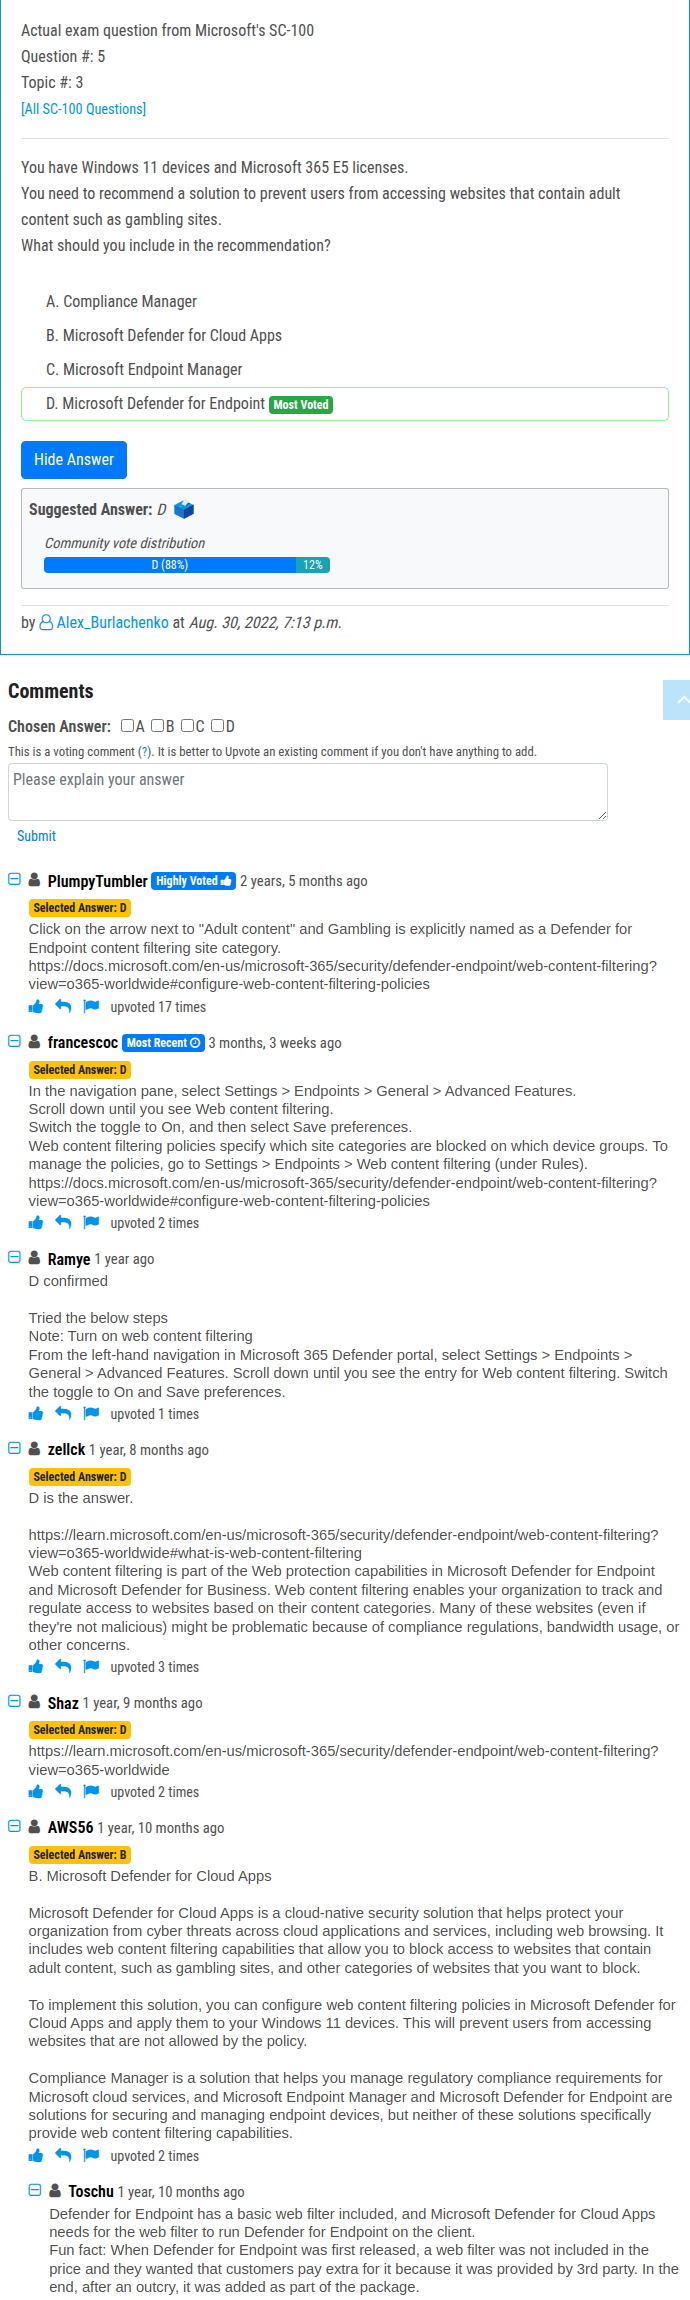 Actual exam question from Microsoft's SC-100
Question #: 5
Topic #: 3
[All SC-100 Questions]
You have Windows 11 devices and Microsoft 365 E5 licenses.
You need to recommend a solution to prevent users from accessing websites that contain adult
content such as gambling sites.
What should you include in the recommendation?
A. Compliance Manager
B. Microsoft Defender for Cloud Apps
C. Microsoft Endpoint Manager
D. Microsoft Defender for Endpoint Most Voted
Hide Answer
Suggested Answer: D
Community vote distribution
D (88%) 12%
by Alex_Burlachenko at Aug. 30, 2022, 7:13 p.m.
Comments
Chosen Answer: A B C D
This is a voting comment (?). It is better to Upvote an existing comment if you don't have anything to add.
Please explain your answer
Submit
PlumpyTumbler Highly Voted 2 years, 5 months ago
Selected Answer: D
Click on the arrow next to "Adult content" and Gambling is explicitly named as a Defender for
Endpoint content filtering site category.
https://docs.microsoft.com/en-us/microsoft-365/security/defender-endpoint/web-content-filtering?
view=o365-worldwide#configure-web-content-filtering-policies
upvoted 17 times
francescoc Most Recent 3 months, 3 weeks ago
Selected Answer: D
In the navigation pane, select Settings > Endpoints > General > Advanced Features.
Scroll down until you see Web content filtering.
Switch the toggle to On, and then select Save preferences.
Web content filtering policies specify which site categories are blocked on which device groups. To
manage the policies, go to Settings > Endpoints > Web content filtering (under Rules).
https://docs.microsoft.com/en-us/microsoft-365/security/defender-endpoint/web-content-filtering?
view=o365-worldwide#configure-web-content-filtering-policies
upvoted 2 times
Ramye 1 year ago
D confirmed
Tried the below steps
Note: Turn on web content filtering
From the left-hand navigation in Microsoft 365 Defender portal, select Settings > Endpoints >
General > Advanced Features. Scroll down until you see the entry for Web content filtering. Switch
the toggle to On and Save preferences.
upvoted 1 times
zellck 1 year, 8 months ago
Selected Answer: D
D is the answer.
https://learn.microsoft.com/en-us/microsoft-365/security/defender-endpoint/web-content-filtering?
view=o365-worldwide#what-is-web-content-filtering
Web content filtering is part of the Web protection capabilities in Microsoft Defender for Endpoint
and Microsoft Defender for Business. Web content filtering enables your organization to track and
regulate access to websites based on their content categories. Many of these websites (even if
they're not malicious) might be problematic because of compliance regulations, bandwidth usage, or
other concerns.
upvoted 3 times
Shaz 1 year, 9 months ago
Selected Answer: D
https://learn.microsoft.com/en-us/microsoft-365/security/defender-endpoint/web-content-filtering?
view=o365-worldwide
upvoted 2 times
AWS56 1 year, 10 months ago
Selected Answer: B
B. Microsoft Defender for Cloud Apps
Microsoft Defender for Cloud Apps is a cloud-native security solution that helps protect your
organization from cyber threats across cloud applications and services, including web browsing. It
includes web content filtering capabilities that allow you to block access to websites that contain
adult content, such as gambling sites, and other categories of websites that you want to block.
To implement this solution, you can configure web content filtering policies in Microsoft Defender for
Cloud Apps and apply them to your Windows 11 devices. This will prevent users from accessing
websites that are not allowed by the policy.
Compliance Manager is a solution that helps you manage regulatory compliance requirements for
Microsoft cloud services, and Microsoft Endpoint Manager and Microsoft Defender for Endpoint are
solutions for securing and managing endpoint devices, but neither of these solutions specifically
provide web content filtering capabilities.
upvoted 2 times
Toschu 1 year, 10 months ago
Defender for Endpoint has a basic web filter included, and Microsoft Defender for Cloud Apps
needs for the web filter to run Defender for Endpoint on the client.
Fun fact: When Defender for Endpoint was first released, a web filter was not included in the
price and they wanted that customers pay extra for it because it was provided by 3rd party. In the
end, after an outcry, it was added as part of the package.